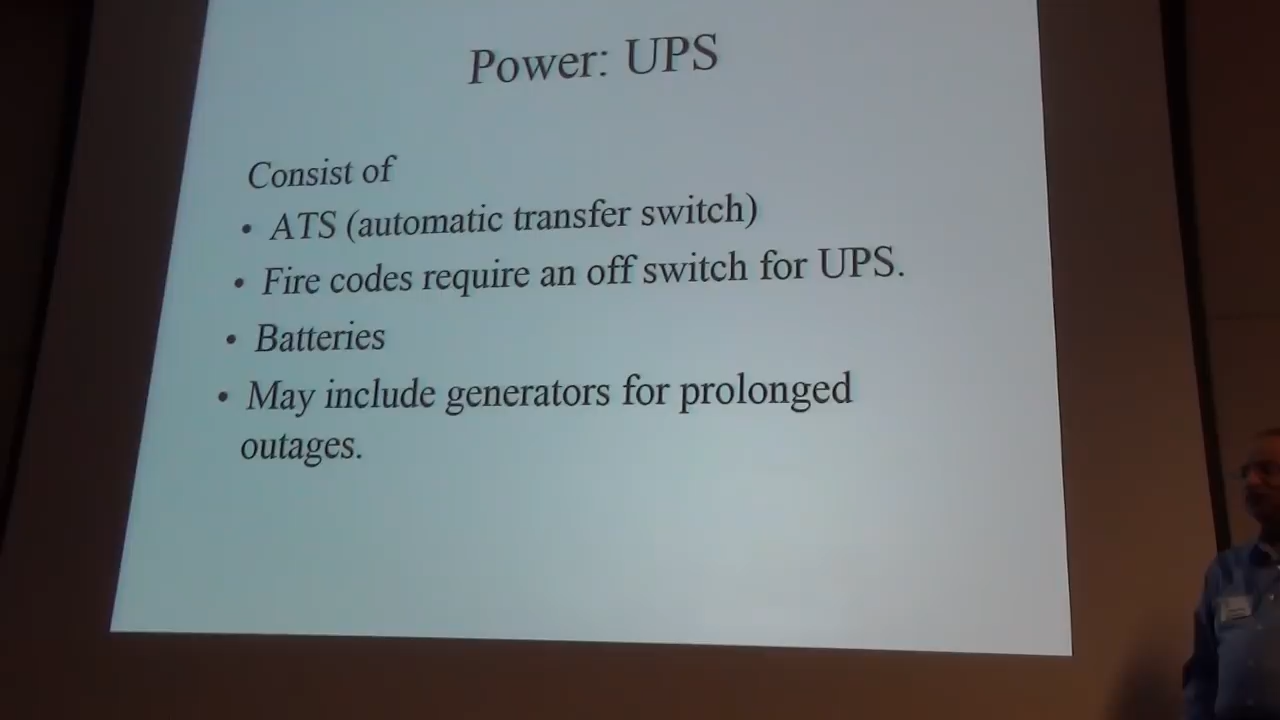 Power: UPS
Consist of
• ATS (automatic transfer switch)
• Fire codes require an off switch for UPS.
• Batteries
• May include generators for prolonged
outages.